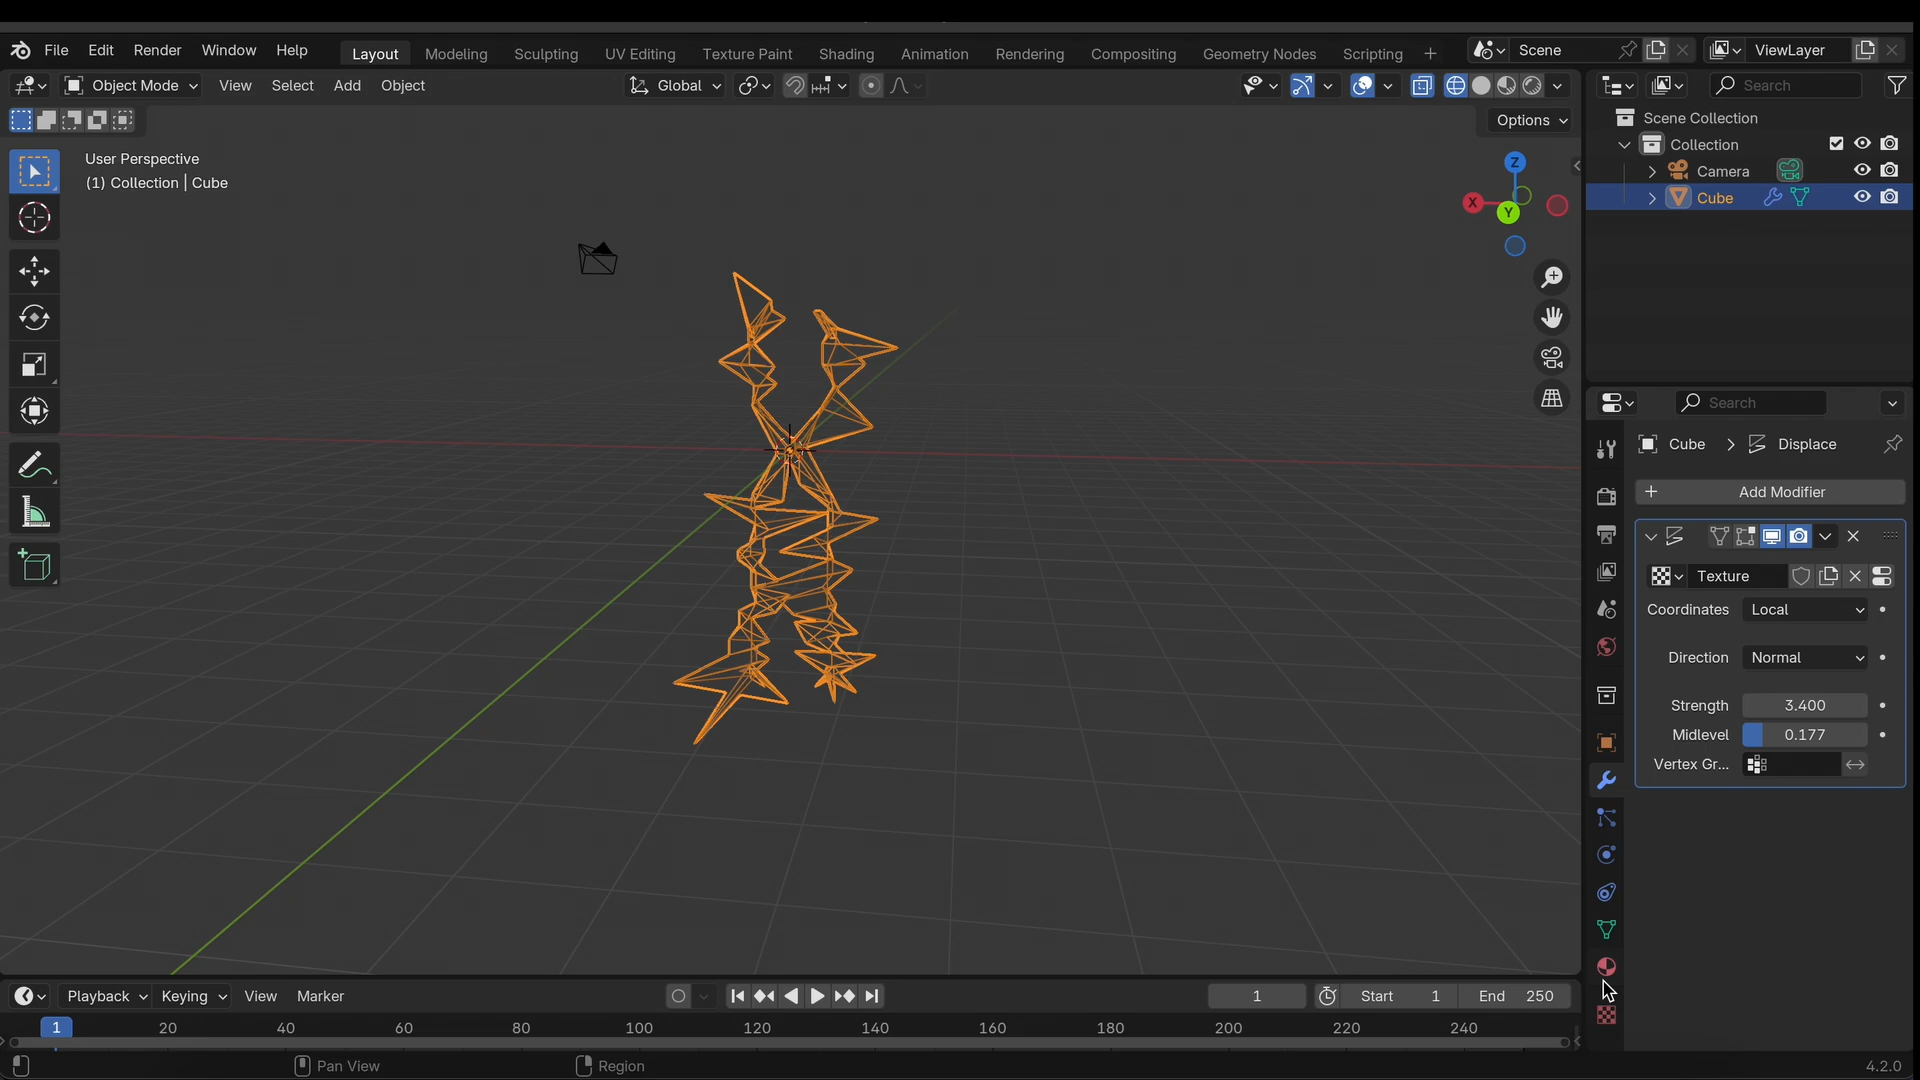 File Edit Render Window Help Layout Modeling Sculpting UV Editing Texture Paint Shading Animation Rendering Compositing Geometry Nodes Scripting + Scene ViewLayer
Object Mode View Select Add Object Global Search
Options
User Perspective
(1) Collection | Cube
Z
X
Y
Scene Collection
Collection
Camera
Cube
Search
Cube > Displace
+ Add Modifier
Texture
Coordinates Local
Direction Normal
Strength 3.400
Midlevel 0.177
Vertex Gr...
Playback Keying View Marker 1 Start 1 End 250
1 20 40 60 80 100 120 140 160 180 200 220 240
Pan View Region 4.2.0